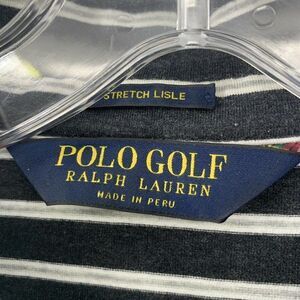 STRETCH LISLE
POLO GOLF
RALPH LAUREN
MADE IN PERU